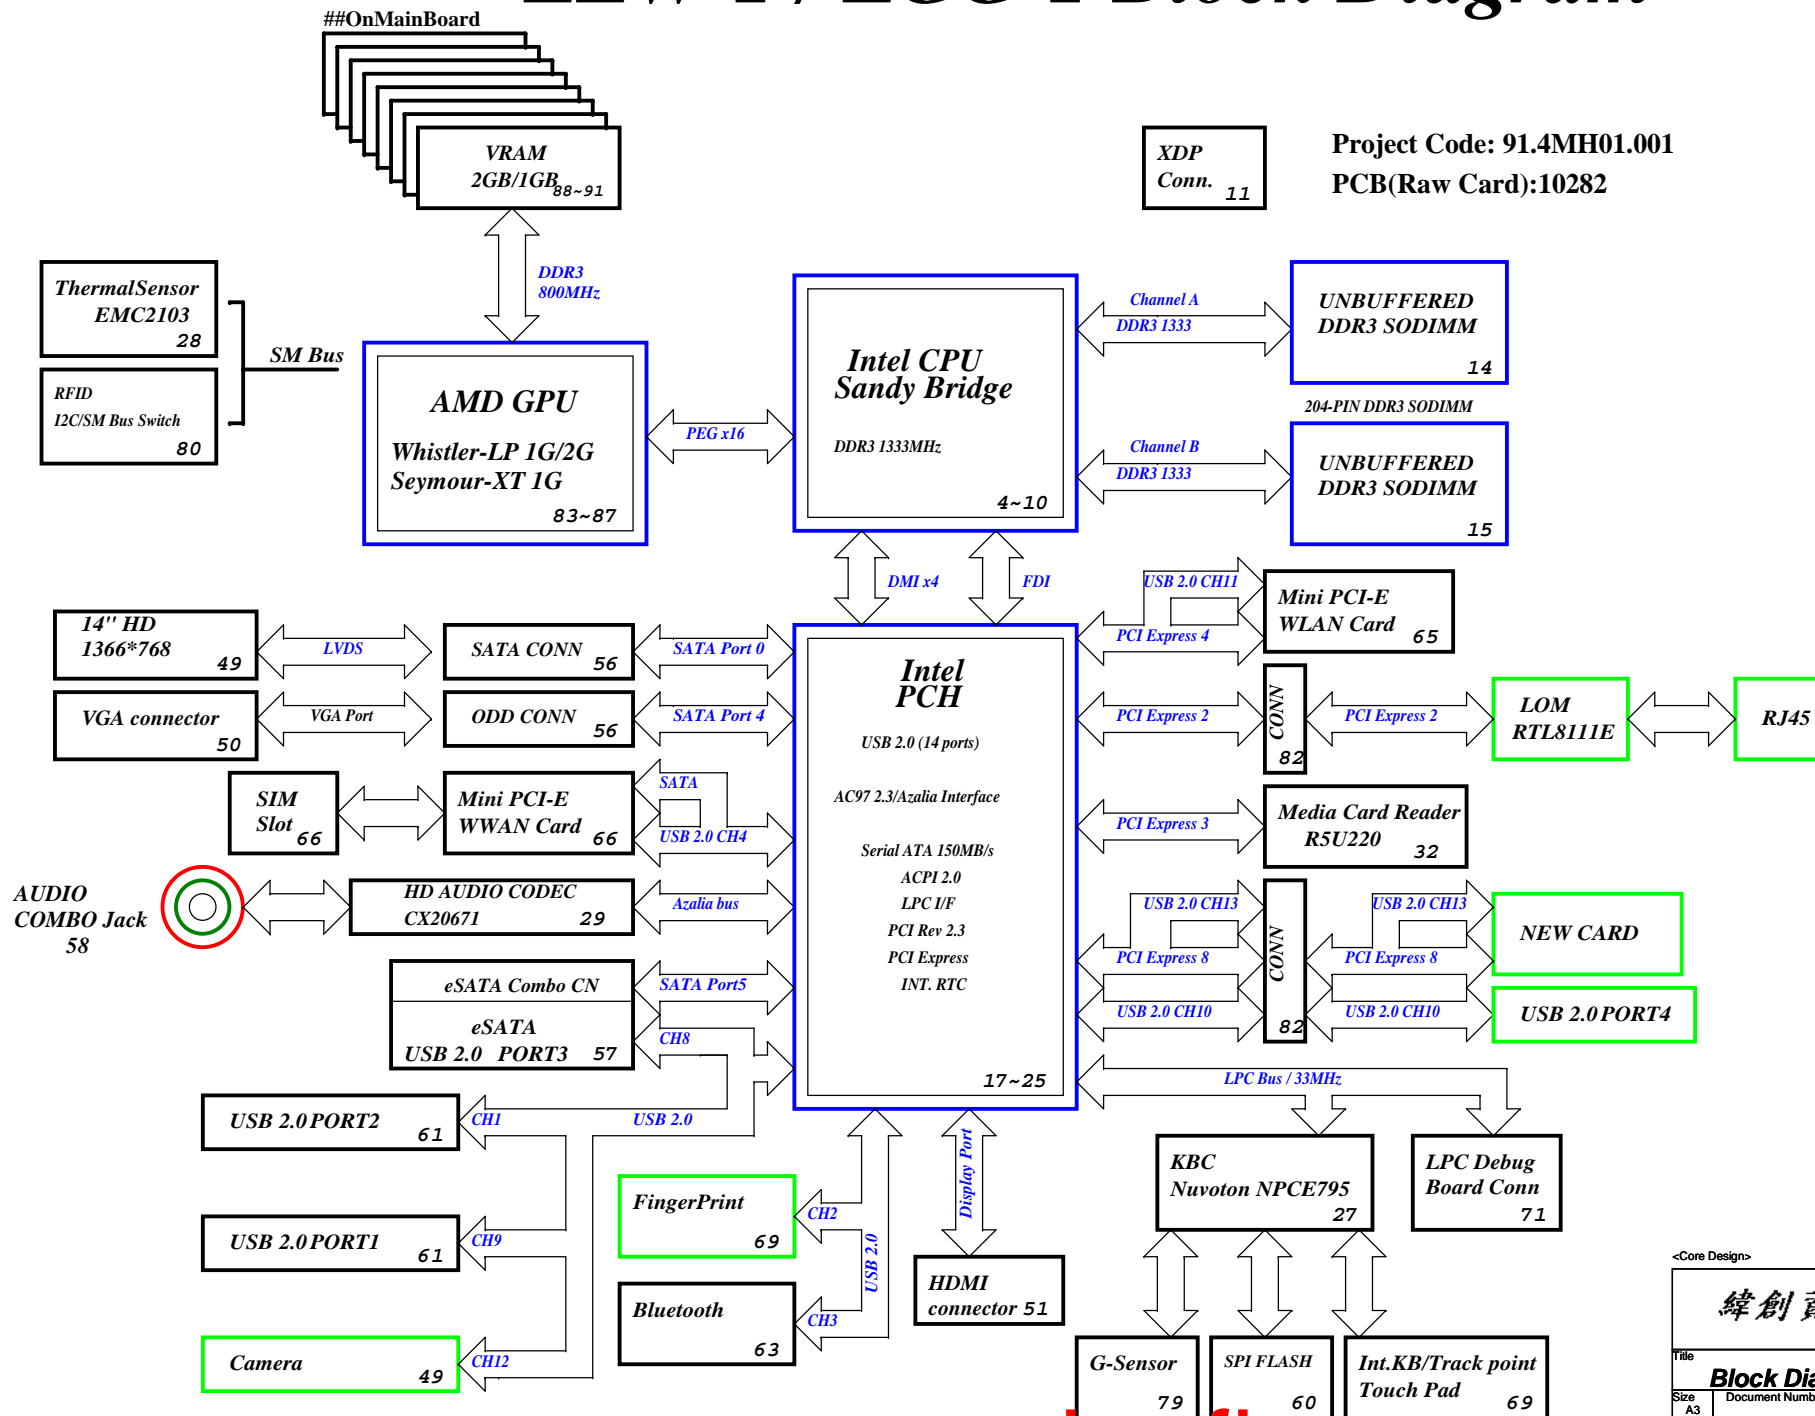 Block Diagram
##OnMainBoard
VRAM
2GB/1GB
88~91
XDP
Conn.
11
Project Code: 91.4MH01.001
PCB(Raw Card):10282
ThermalSensor
EMC2103
28
RFID
I2C/SM Bus Switch
80
SM Bus
DDR3
800MHz
AMD GPU
Whistler-LP 1G/2G
Seymour-XT 1G
83~87
PEG x16
Intel CPU
Sandy Bridge
DDR3 1333MHz
4~10
Channel A
DDR3 1333
UNBUFFERED
DDR3 SODIMM
14
204-PIN DDR3 SODIMM
Channel B
DDR3 1333
UNBUFFERED
DDR3 SODIMM
15
DMI x4
FDI
14" HD
1366*768
49
LVDS
SATA CONN
56
SATA Port 0
VGA connector
50
VGA Port
ODD CONN
56
SATA Port 4
SIM
Slot
66
Mini PCI-E
WWAN Card
66
SATA
USB 2.0 CH4
AUDIO
COMBO Jack
58
HD AUDIO CODEC
CX20671
29
Azalia bus
eSATA Combo CN
eSATA
USB 2.0 PORT3
57
SATA Port5
CH8
Intel
PCH
USB 2.0 (14 ports)
AC97 2.3/Azalia Interface
Serial ATA 150MB/s
ACPI 2.0
LPC I/F
PCI Rev 2.3
PCI Express
INT. RTC
17~25
USB 2.0 CH11
PCI Express 4
Mini PCI-E
WLAN Card
65
PCI Express 2
CONN
82
PCI Express 2
LOM
RTL8111E
RJ45
PCI Express 3
Media Card Reader
R5U220
32
USB 2.0 CH13
PCI Express 8
USB 2.0 CH10
CONN
82
USB 2.0 CH13
PCI Express 8
USB 2.0 CH10
NEW CARD
USB 2.0 PORT4
LPC Bus / 33MHz
USB 2.0 PORT2
61
CH1
USB 2.0
USB 2.0 PORT1
61
CH9
Camera
49
CH12
FingerPrint
69
CH2
USB 2.0
Bluetooth
63
CH3
Display Port
HDMI
connector 51
KBC
Nuvoton NPCE795
27
LPC Debug
Board Conn
71
G-Sensor
79
SPI FLASH
60
Int.KB/Track point
Touch Pad
69
<Core Design>
緯創
Title
Block Dia
Size
A3
Document Numb